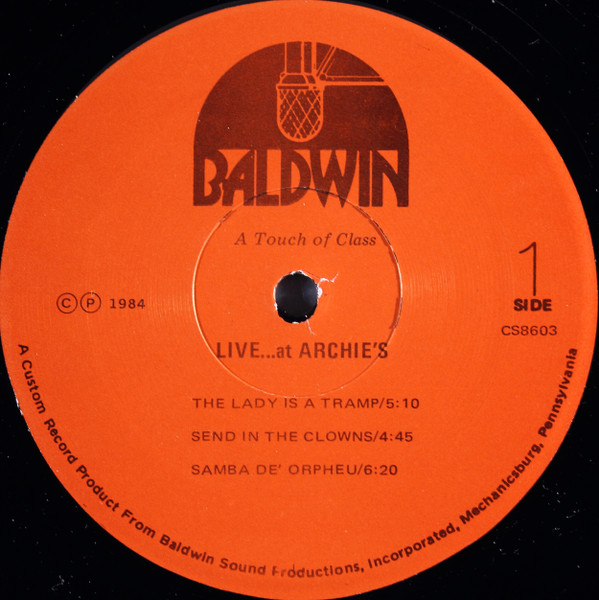 BALDWIN
A Touch of Class
Ⓒ Ⓟ 1984
1
SIDE
CS8603
LIVE...at ARCHIE'S
THE LADY IS A TRAMP/5:10
SEND IN THE CLOWNS/4:45
SAMBA DE' ORPHEU/6:20
A Custom Record Product From Baldwin Sound Productions, Incorporated, Mechanicsburg, Pennsylvania